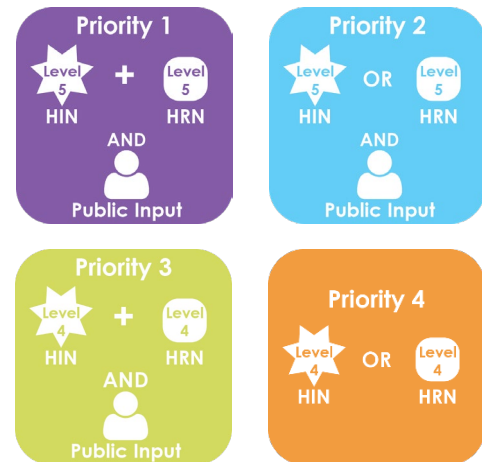 Priority 1
Level 5 + Level 5
HIN HRN
AND
Public Input
Priority 2
Level 5 OR Level 5
HIN HRN
AND
Public Input
Priority 3
Level 4 + Level 4
HIN HRN
AND
Public Input
Priority 4
Level 4 OR Level 4
HIN HRN